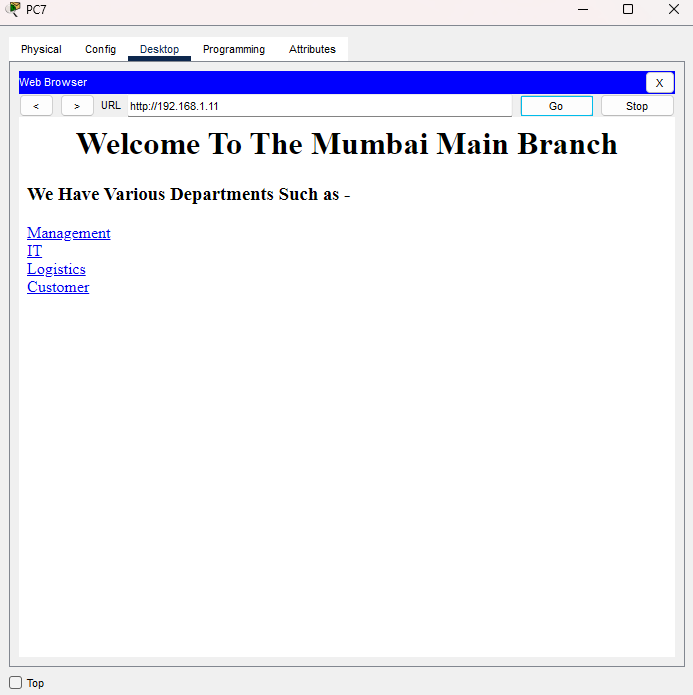 PC7
Physical Config Desktop Programming Attributes
Web Browser X
< > URL http://192.168.1.11 Go Stop
Welcome To The Mumbai Main Branch
We Have Various Departments Such as -
Management
IT
Logistics
Customer
Top